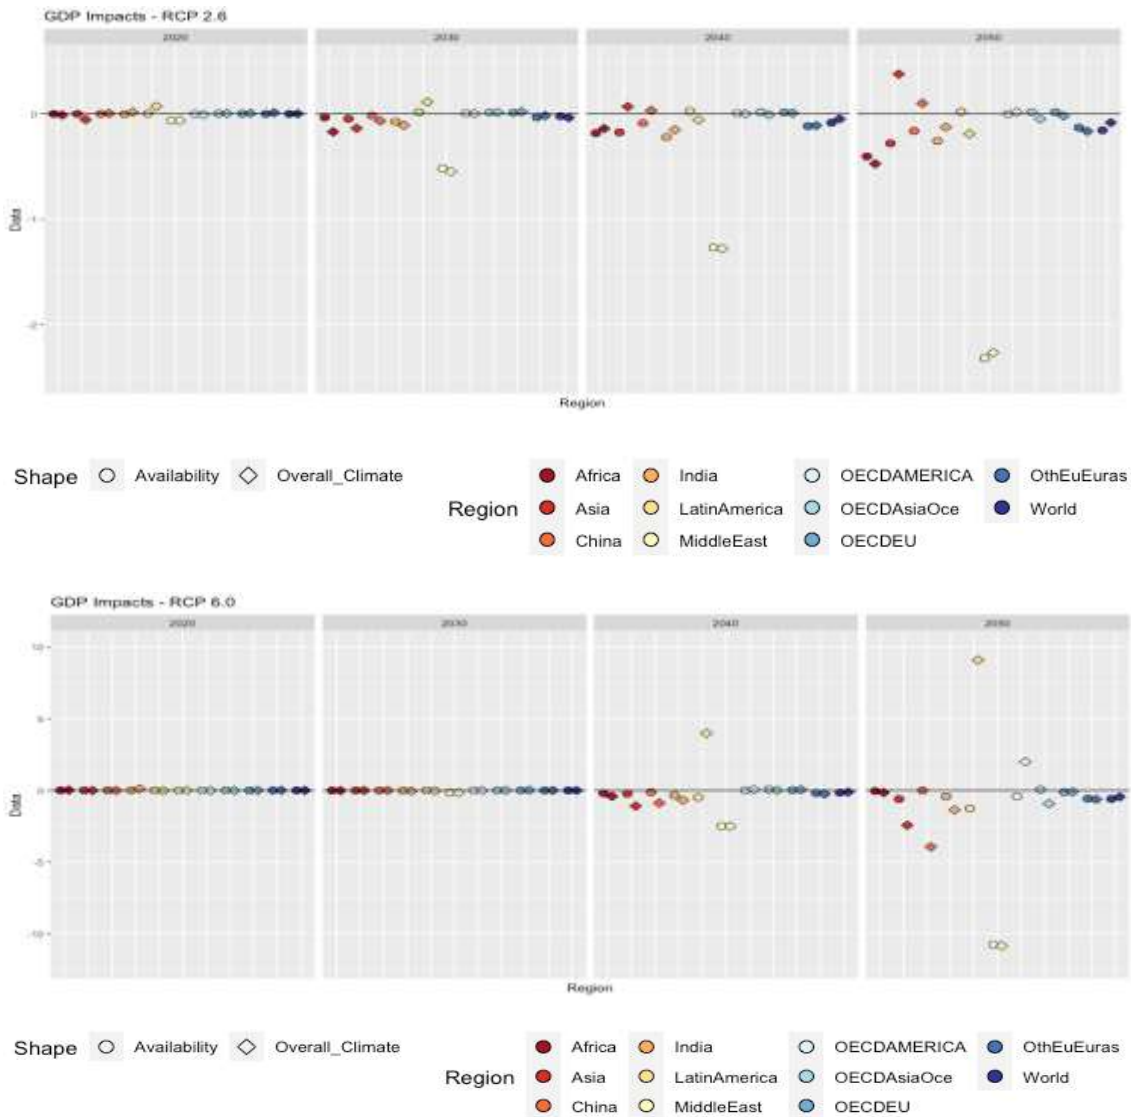 GDP Impacts - RCP 2.6
2020 2030 2040 2050
0
-1
-2
Data
Region
Shape Availability Overall_Climate
Region
Africa India OECDAMERICA OthEuEuras
Asia LatinAmerica OECDAsiaOce World
China MiddleEast OECDEU
GDP Impacts - RCP 6.0
2020 2030 2040 2050
10
5
0
-5
-10
Data
Region
Shape Availability Overall_Climate
Region
Africa India OECDAMERICA OthEuEuras
Asia LatinAmerica OECDAsiaOce World
China MiddleEast OECDEU